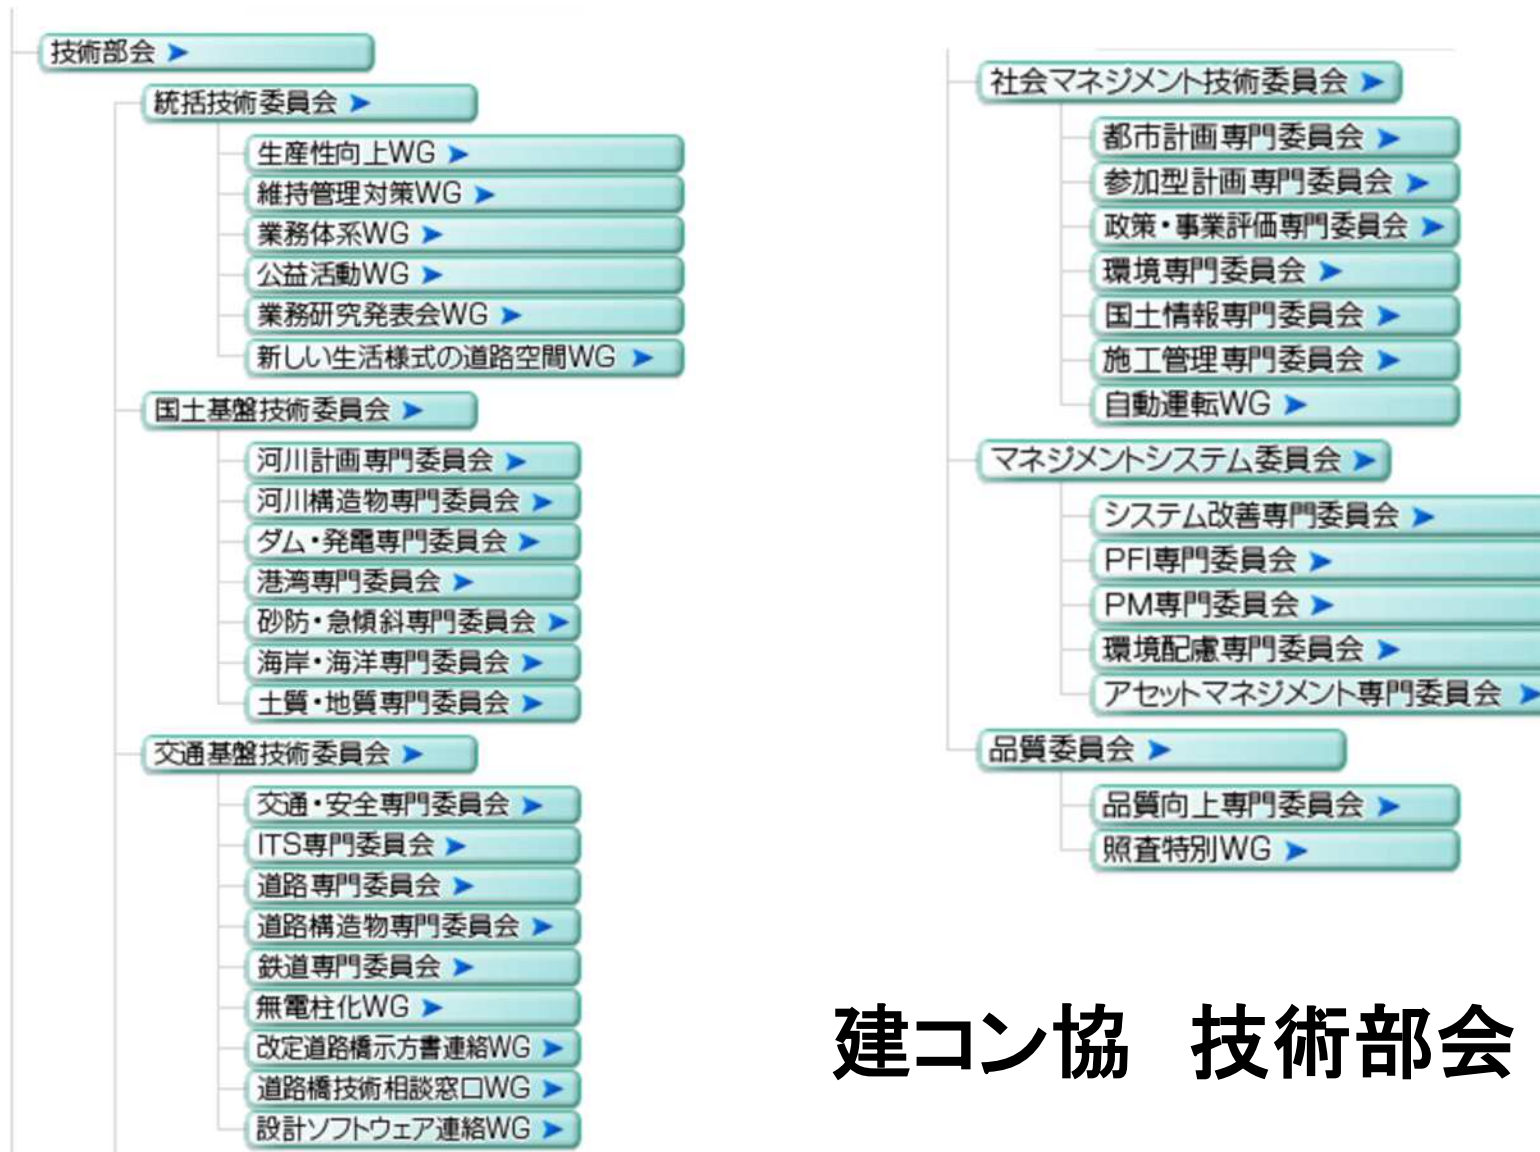 技術部会
統括技術委員会
生産性向上WG
維持管理対策WG
業務体系WG
公益活動WG
業務研究発表会WG
新しい生活様式の道路空間WG
国土基盤技術委員会
河川計画専門委員会
河川構造物専門委員会
ダム・発電専門委員会
港湾専門委員会
砂防・急傾斜専門委員会
海岸・海洋専門委員会
土質・地質専門委員会
交通基盤技術委員会
交通・安全専門委員会
ITS専門委員会
道路専門委員会
道路構造物専門委員会
鉄道専門委員会
無電柱化WG
改定道路橋示方書連絡WG
道路橋技術相談窓口WG
設計ソフトウェア連絡WG
社会マネジメント技術委員会
都市計画専門委員会
参加型計画専門委員会
政策・事業評価専門委員会
環境専門委員会
国土情報専門委員会
施工管理専門委員会
自動運転WG
マネジメントシステム委員会
システム改善専門委員会
PFI専門委員会
PM専門委員会
環境配慮専門委員会
アセットマネジメント専門委員会
品質委員会
品質向上専門委員会
照査特別WG
建コン協　技術部会